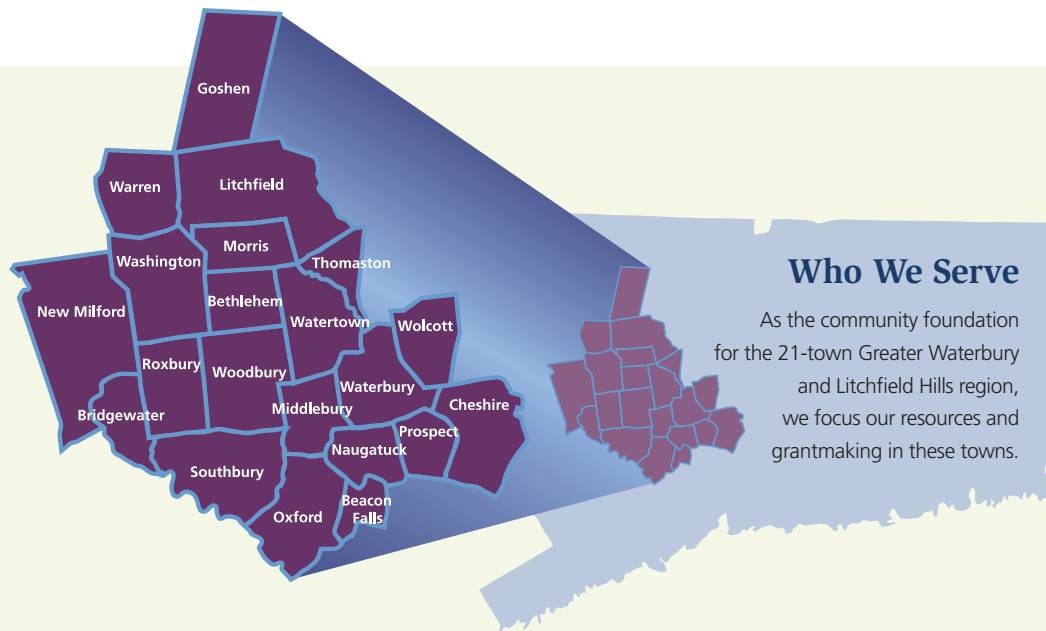 Goshen
Warren
Litchfield
Morris
Washington
Thomaston
New Milford
Bethlehem
Watertown
Wolcott
Roxbury
Woodbury
Waterbury
Bridgewater
Middlebury
Cheshire
Prospect
Naugatuck
Southbury
Beacon
Falls
Oxford
Who We Serve
As the community foundation
for the 21-town Greater Waterbury
and Litchfield Hills region,
we focus our resources and
grantmaking in these towns.